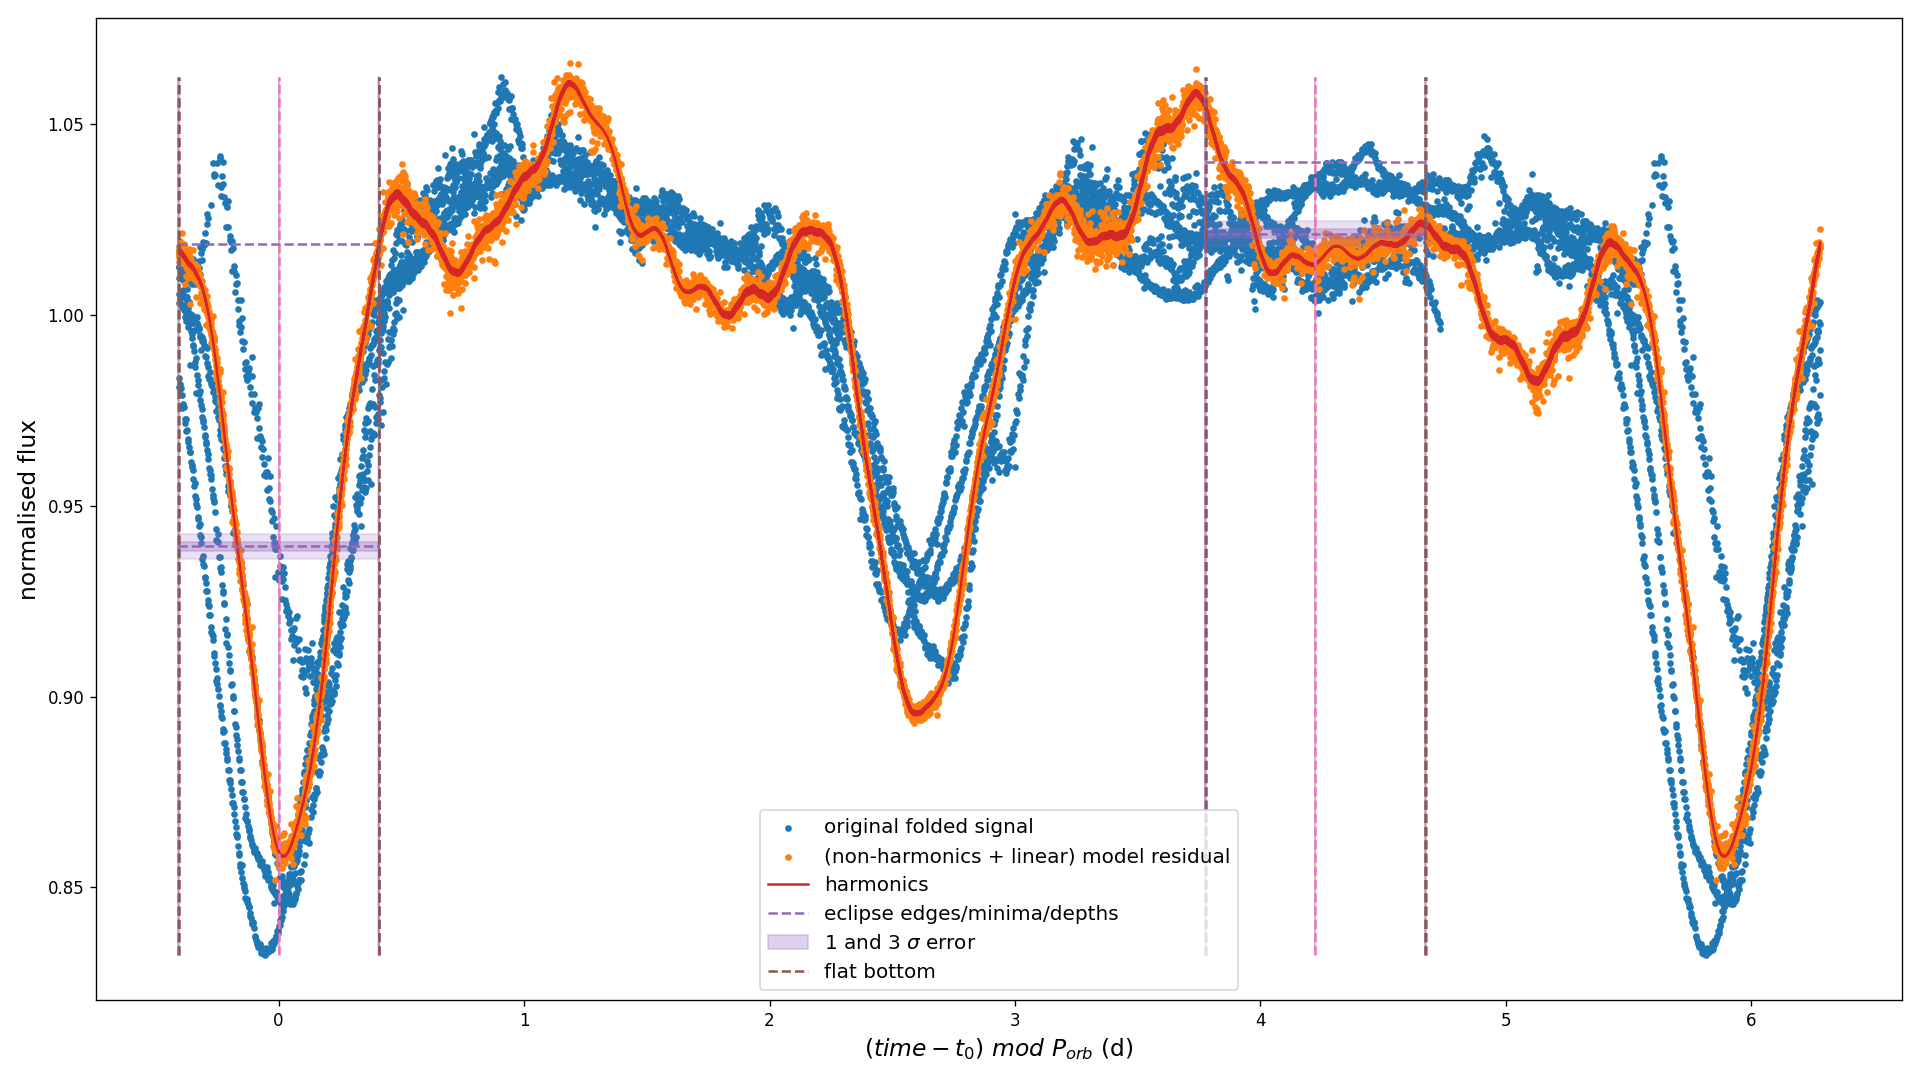 normalised flux
1.05
1.00
0.95
0.90
0.85
original folded signal
(non-harmonics + linear) model residual
harmonics
eclipse edges/minima/depths
1 and 3 σ error
flat bottom
0 1 2 3 4 5 6
(time − t₀) mod Pₒᵣb (d)